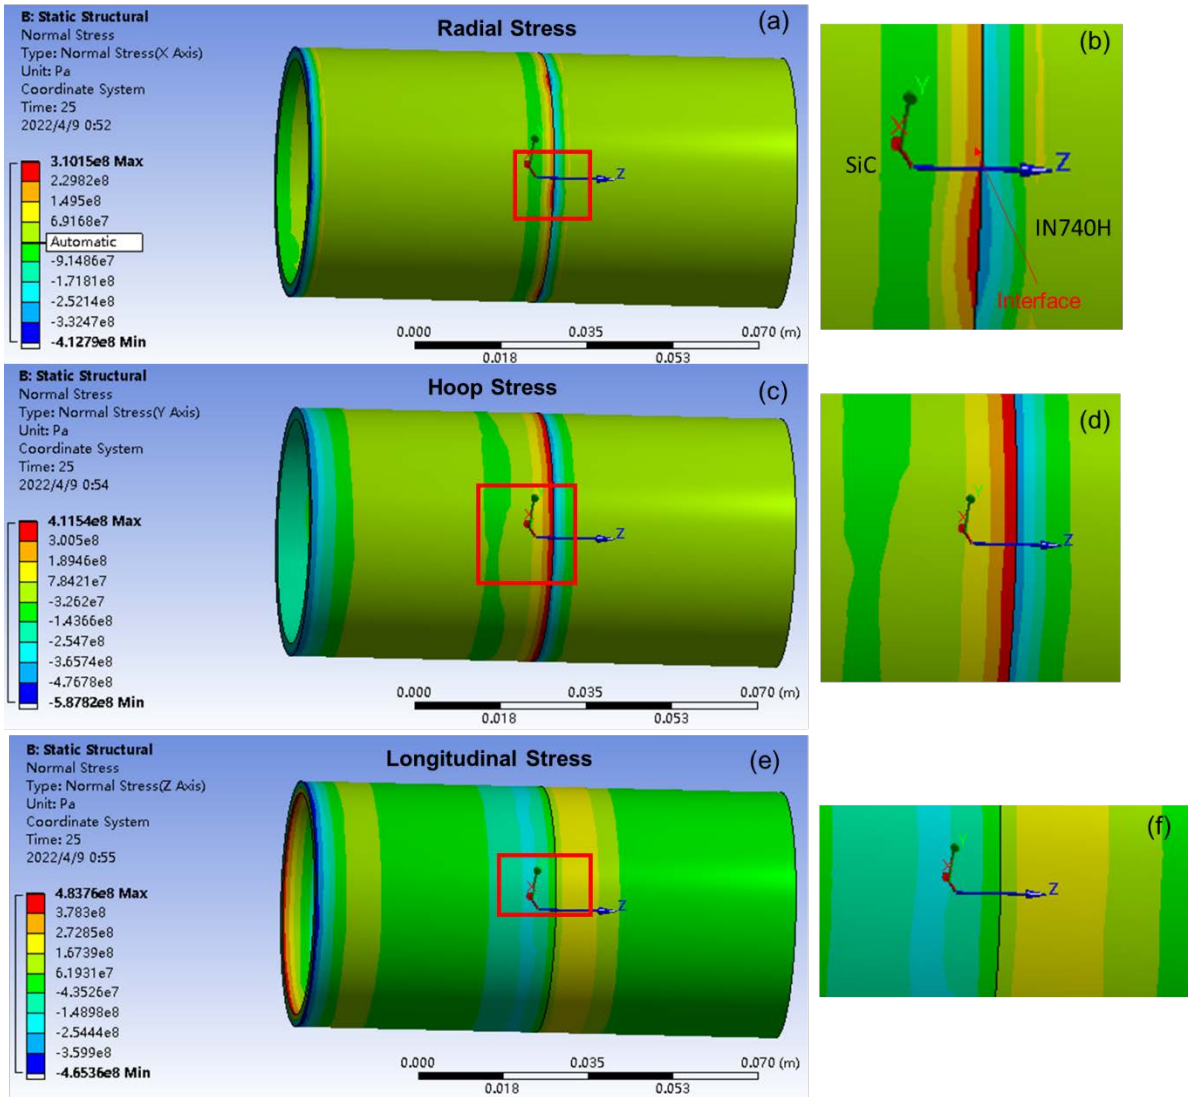 B: Static Structural
Normal Stress
Type: Normal Stress(X Axis)
Unit: Pa
Coordinate System
Time: 25
2022/4/9 0:52
Radial Stress
(a)
3.1015e8 Max
2.2982e8
1.495e8
6.9168e7
Automatic
-9.1486e7
-1.7181e8
-2.5214e8
-3.3247e8
-4.1279e8 Min
Z
0.000
0.035
0.070 (m)
0.018
0.053
(b)
Y
X
SiC
Z
IN740H
Interface
B: Static Structural
Normal Stress
Type: Normal Stress(Y Axis)
Unit: Pa
Coordinate System
Time: 25
2022/4/9 0:54
Hoop Stress
(c)
4.1154e8 Max
3.005e8
1.8946e8
7.8421e7
-3.262e7
-1.4366e8
-2.547e8
-3.6574e8
-4.7678e8
-5.8782e8 Min
X
Z
0.000
0.035
0.070 (m)
0.018
0.053
(d)
Y
X
Z
B: Static Structural
Normal Stress
Type: Normal Stress(Z Axis)
Unit: Pa
Coordinate System
Time: 25
2022/4/9 0:55
Longitudinal Stress
(e)
4.8376e8 Max
3.783e8
2.7285e8
1.6739e8
6.1931e7
-4.3526e7
-1.4898e8
-2.5444e8
-3.599e8
-4.6536e8 Min
X
Z
0.000
0.035
0.070 (m)
0.018
0.053
(f)
Y
X
Z